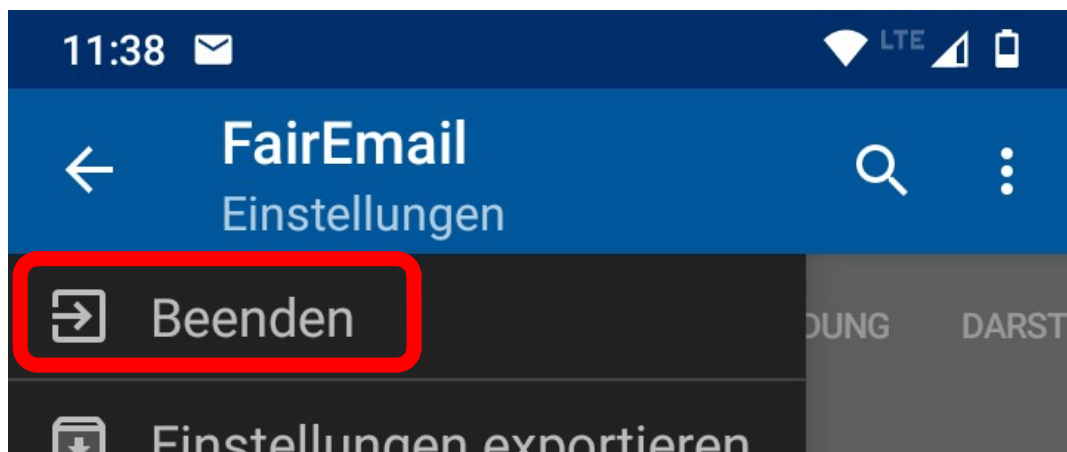 11:38 LTE
FairEmail
Einstellungen
Beenden
DUNG DARST
Einstellungen exportieren